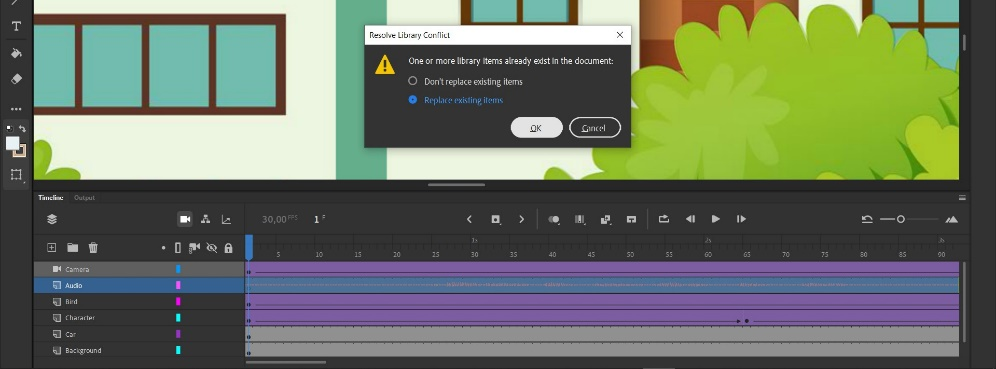 Resolve Library Conflict
One or more library items already exist in the document:
Don't replace existing items
Replace existing items
OK
Cancel
Timeline Output
30,00 FPS 1 F
1s 2s 3s
5 10 15 20 25 30 35 40 45 50 55 60 65 70 75 80 85 90
Camera
Audio
Bird
Character
Car
Background